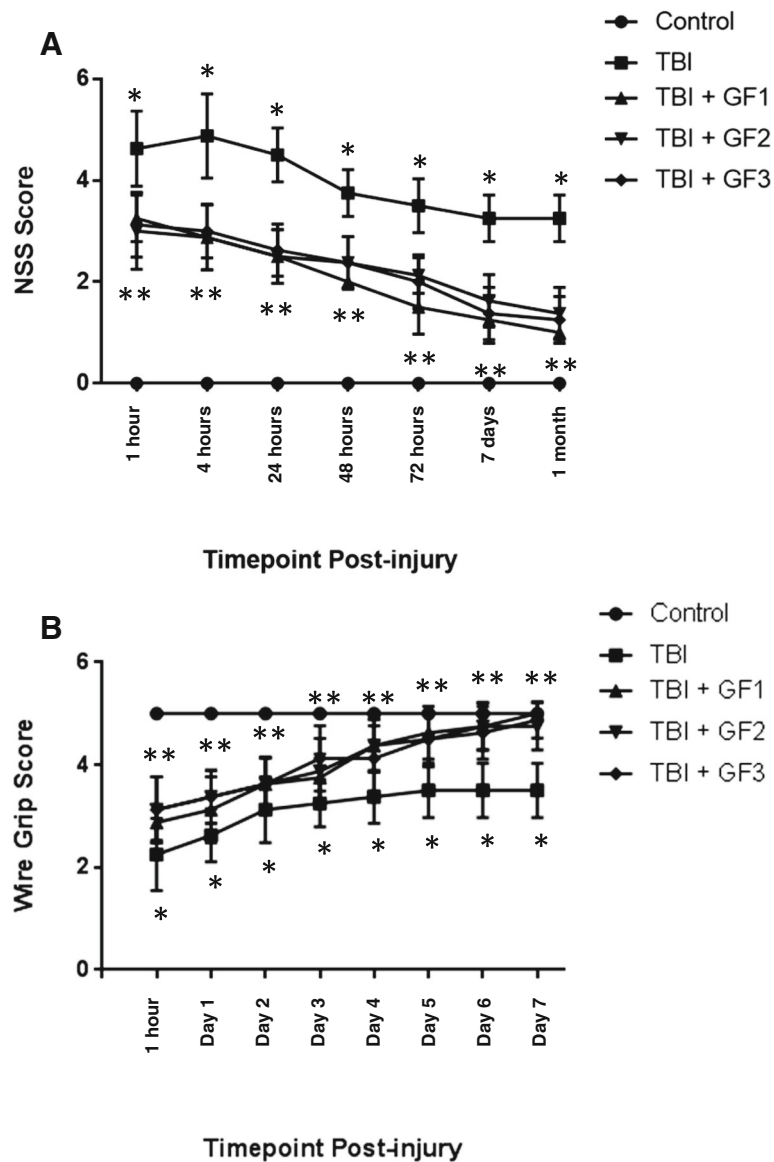 A
Control
TBI
TBI + GF1
TBI + GF2
TBI + GF3
NSS Score
6
4
2
0
* * * * * * *
** ** ** ** ** ** **
1 hour
4 hours
24 hours
48 hours
72 hours
7 days
1 month
Timepoint Post-injury
B
Control
TBI
TBI + GF1
TBI + GF2
TBI + GF3
Wire Grip Score
6
4
2
0
** ** ** ** ** ** ** **
* * * * * * * *
1 hour
Day 1
Day 2
Day 3
Day 4
Day 5
Day 6
Day 7
Timepoint Post-injury